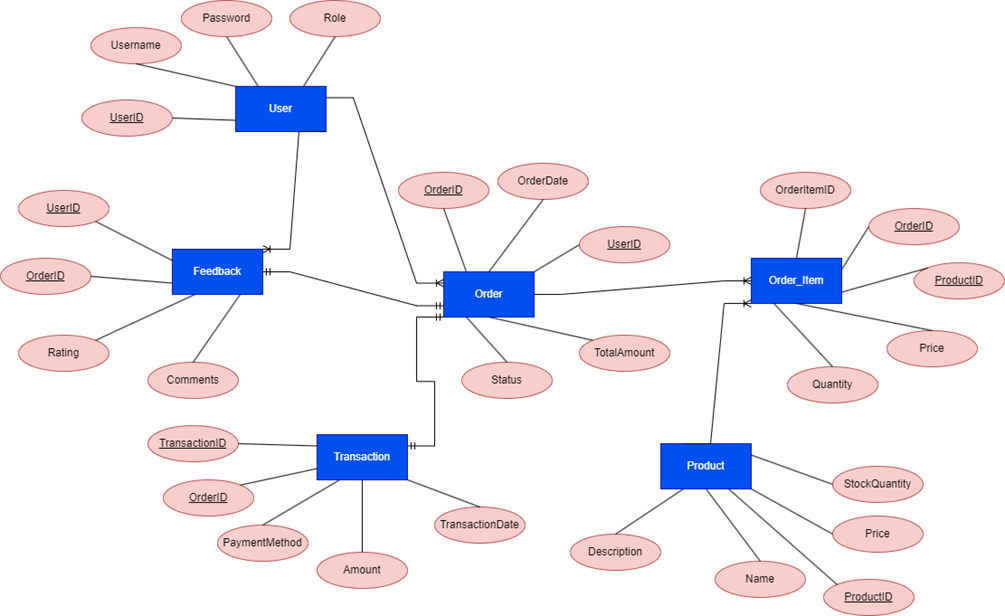 Password
Role
Username
User
UserID
UserID
OrderID
Feedback
Rating
Comments
OrderID
OrderDate
UserID
Order
TotalAmount
Status
OrderItemID
OrderID
Order_Item
ProductID
Price
Quantity
TransactionID
Transaction
OrderID
PaymentMethod
TransactionDate
Amount
Product
StockQuantity
Price
Description
Name
ProductID